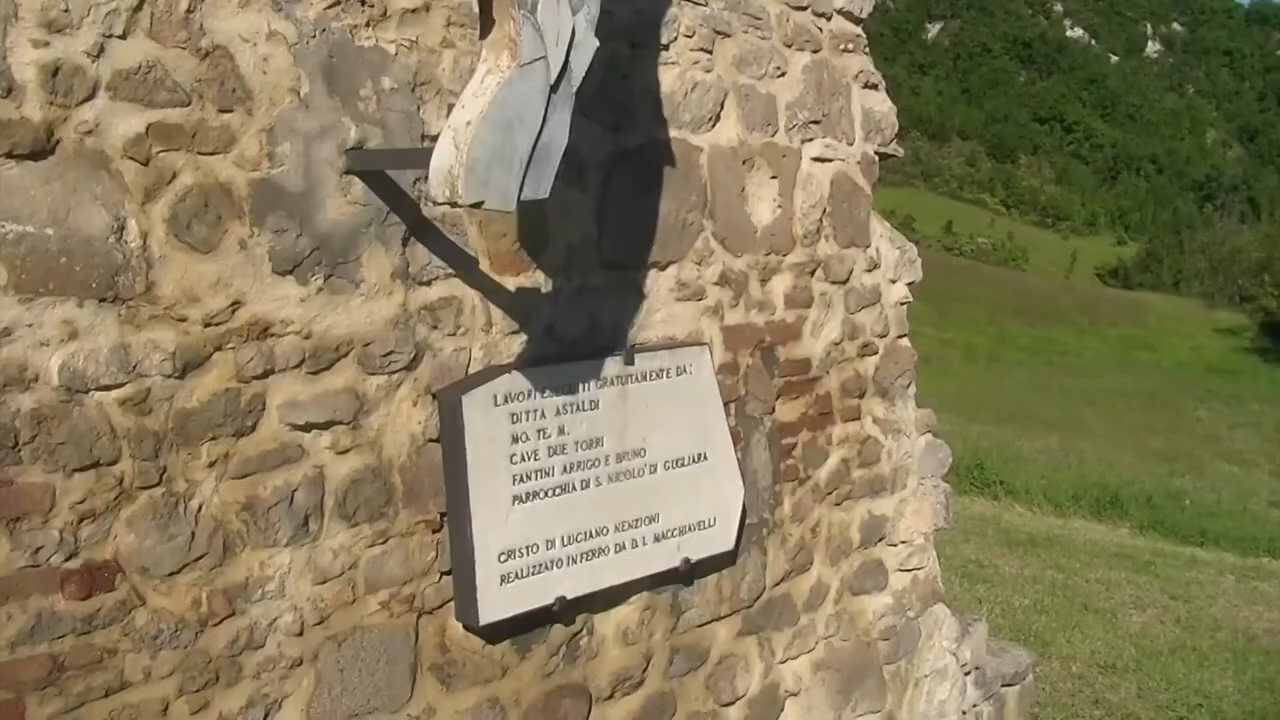 LAVORI ESEGUITI GRATUITAMENTE DA:
DITTA ASTALDI
MO. TE. M.
CAVE DUE TORRI
FANTINI ARRIGO E BRUNO
PARROCCHIA DI S. NICOLO' DI GUGLIARA
CRISTO DI LUCIANO NENZIONI
REALIZZATO IN FERRO DA D. I. MACCHIAVELLI